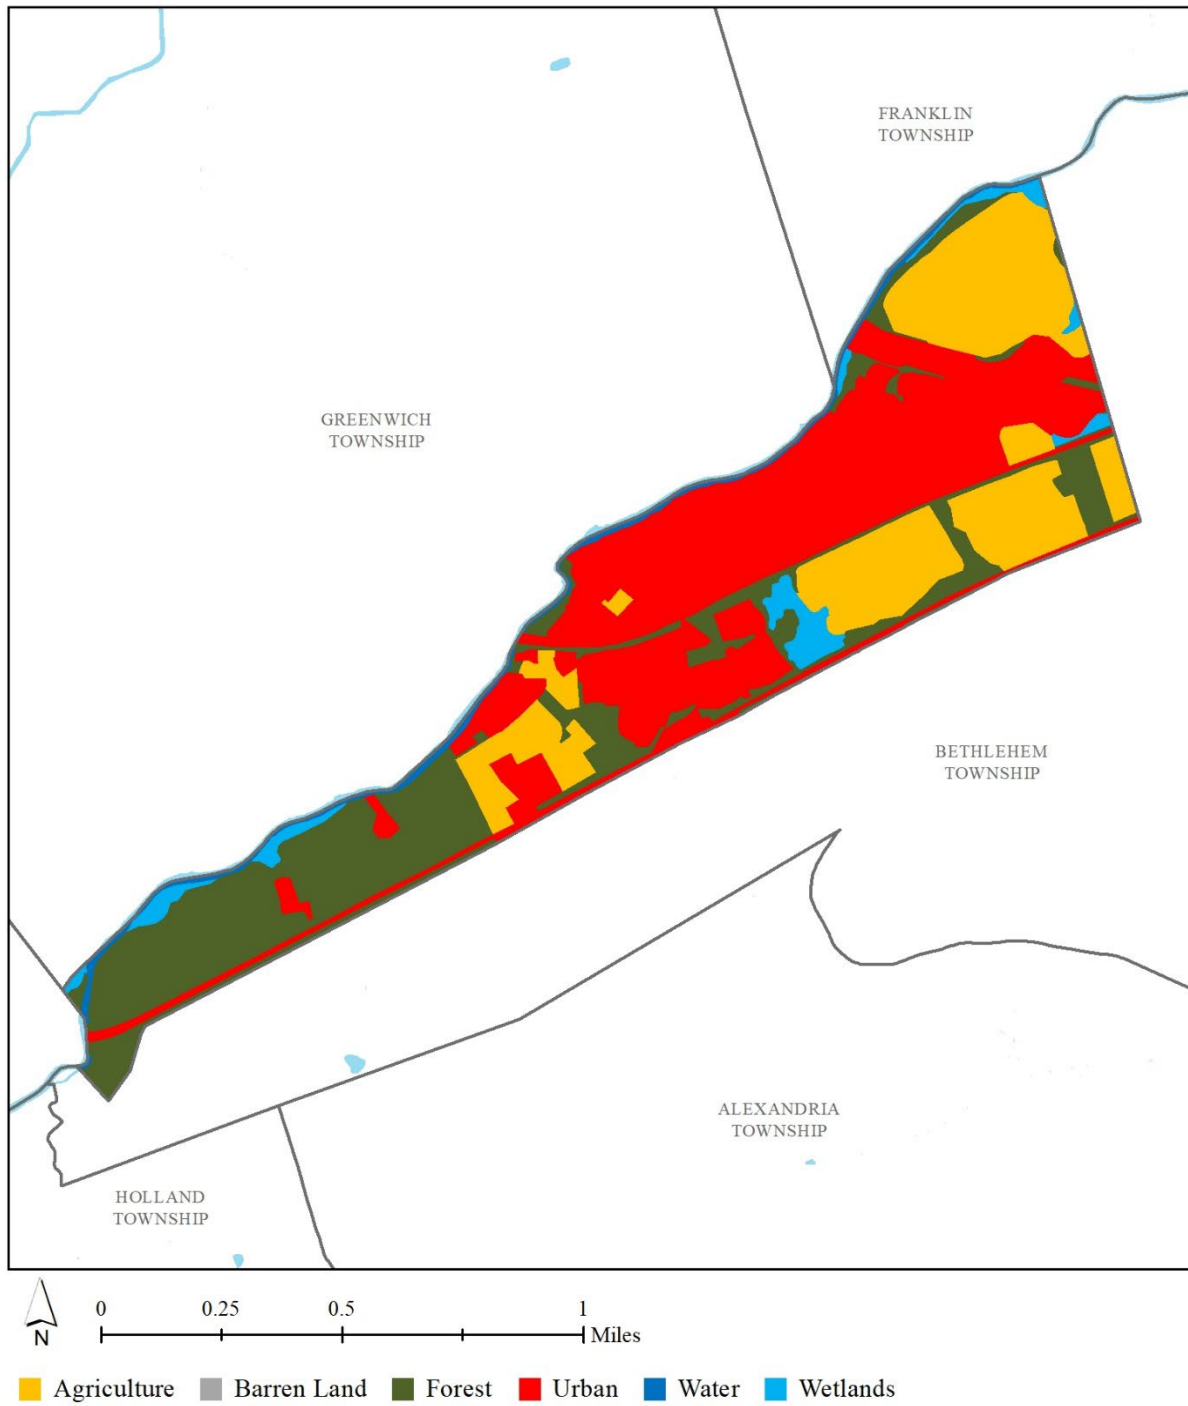 FRANKLIN
TOWNSHIP
GREENWICH
TOWNSHIP
BETHLEHEM
TOWNSHIP
ALEXANDRIA
TOWNSHIP
HOLLAND
TOWNSHIP
N
0 0.25 0.5 1
Miles
Agriculture Barren Land Forest Urban Water Wetlands